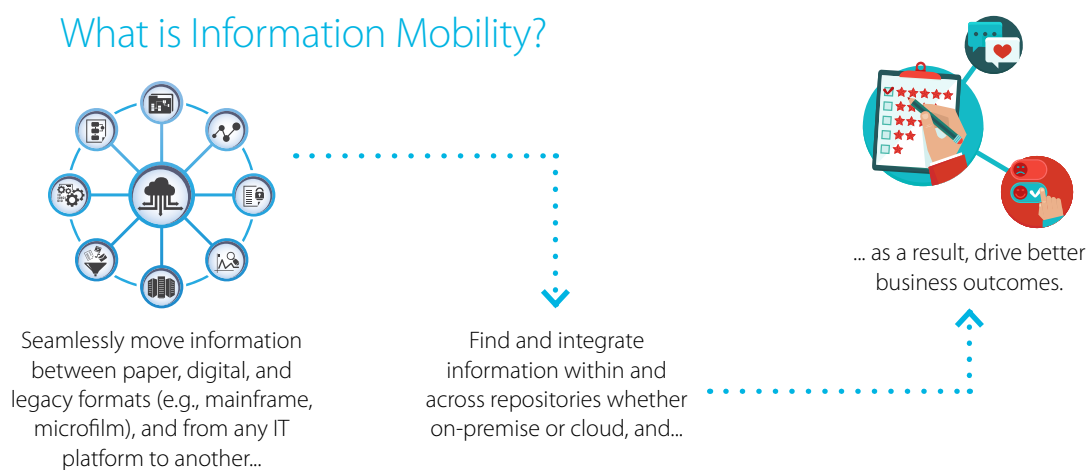 What is Information Mobility?
Seamlessly move information
between paper, digital, and
legacy formats (e.g., mainframe,
microfilm), and from any IT
platform to another...
Find and integrate
information within and
across repositories whether
on-premise or cloud, and...
... as a result, drive better
business outcomes.